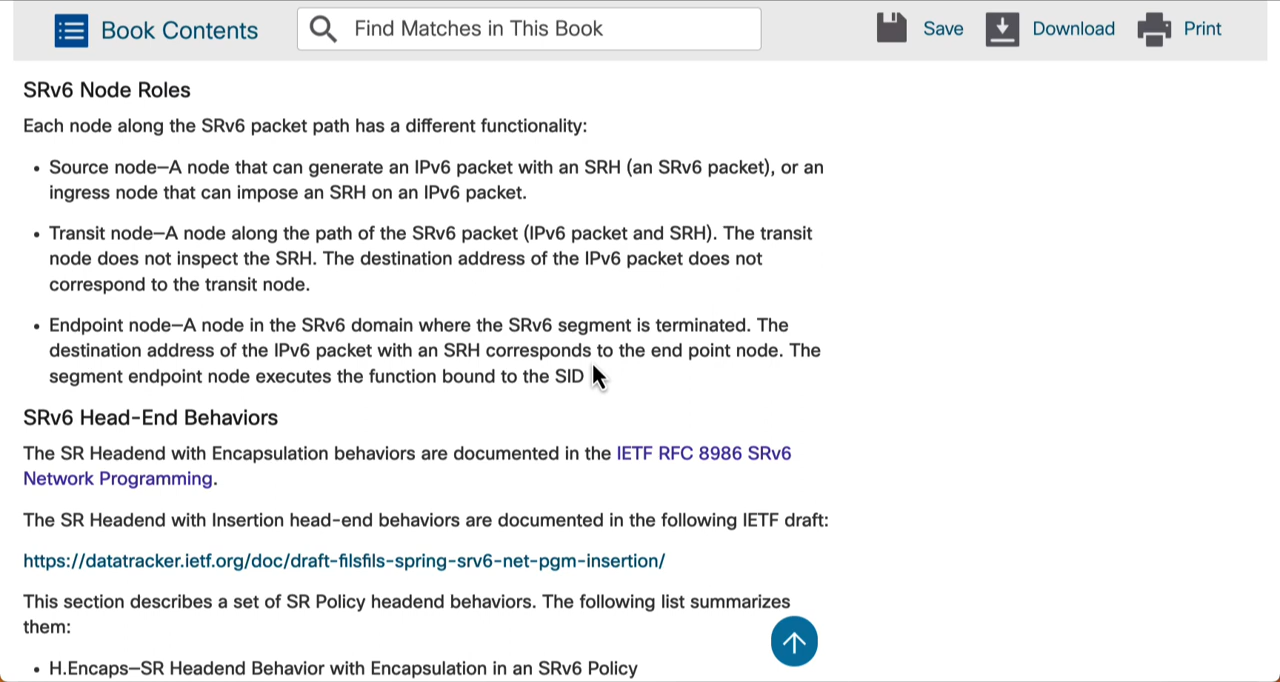 Book Contents
Find Matches in This Book
Save
Download
Print
SRv6 Node Roles
Each node along the SRv6 packet path has a different functionality:
• Source node—A node that can generate an IPv6 packet with an SRH (an SRv6 packet), or an
ingress node that can impose an SRH on an IPv6 packet.
• Transit node—A node along the path of the SRv6 packet (IPv6 packet and SRH). The transit
node does not inspect the SRH. The destination address of the IPv6 packet does not
correspond to the transit node.
• Endpoint node—A node in the SRv6 domain where the SRv6 segment is terminated. The
destination address of the IPv6 packet with an SRH corresponds to the end point node. The
segment endpoint node executes the function bound to the SID
SRv6 Head-End Behaviors
The SR Headend with Encapsulation behaviors are documented in the IETF RFC 8986 SRv6
Network Programming.
The SR Headend with Insertion head-end behaviors are documented in the following IETF draft:
https://datatracker.ietf.org/doc/draft-filsfils-spring-srv6-net-pgm-insertion/
This section describes a set of SR Policy headend behaviors. The following list summarizes
them:
• H.Encaps—SR Headend Behavior with Encapsulation in an SRv6 Policy